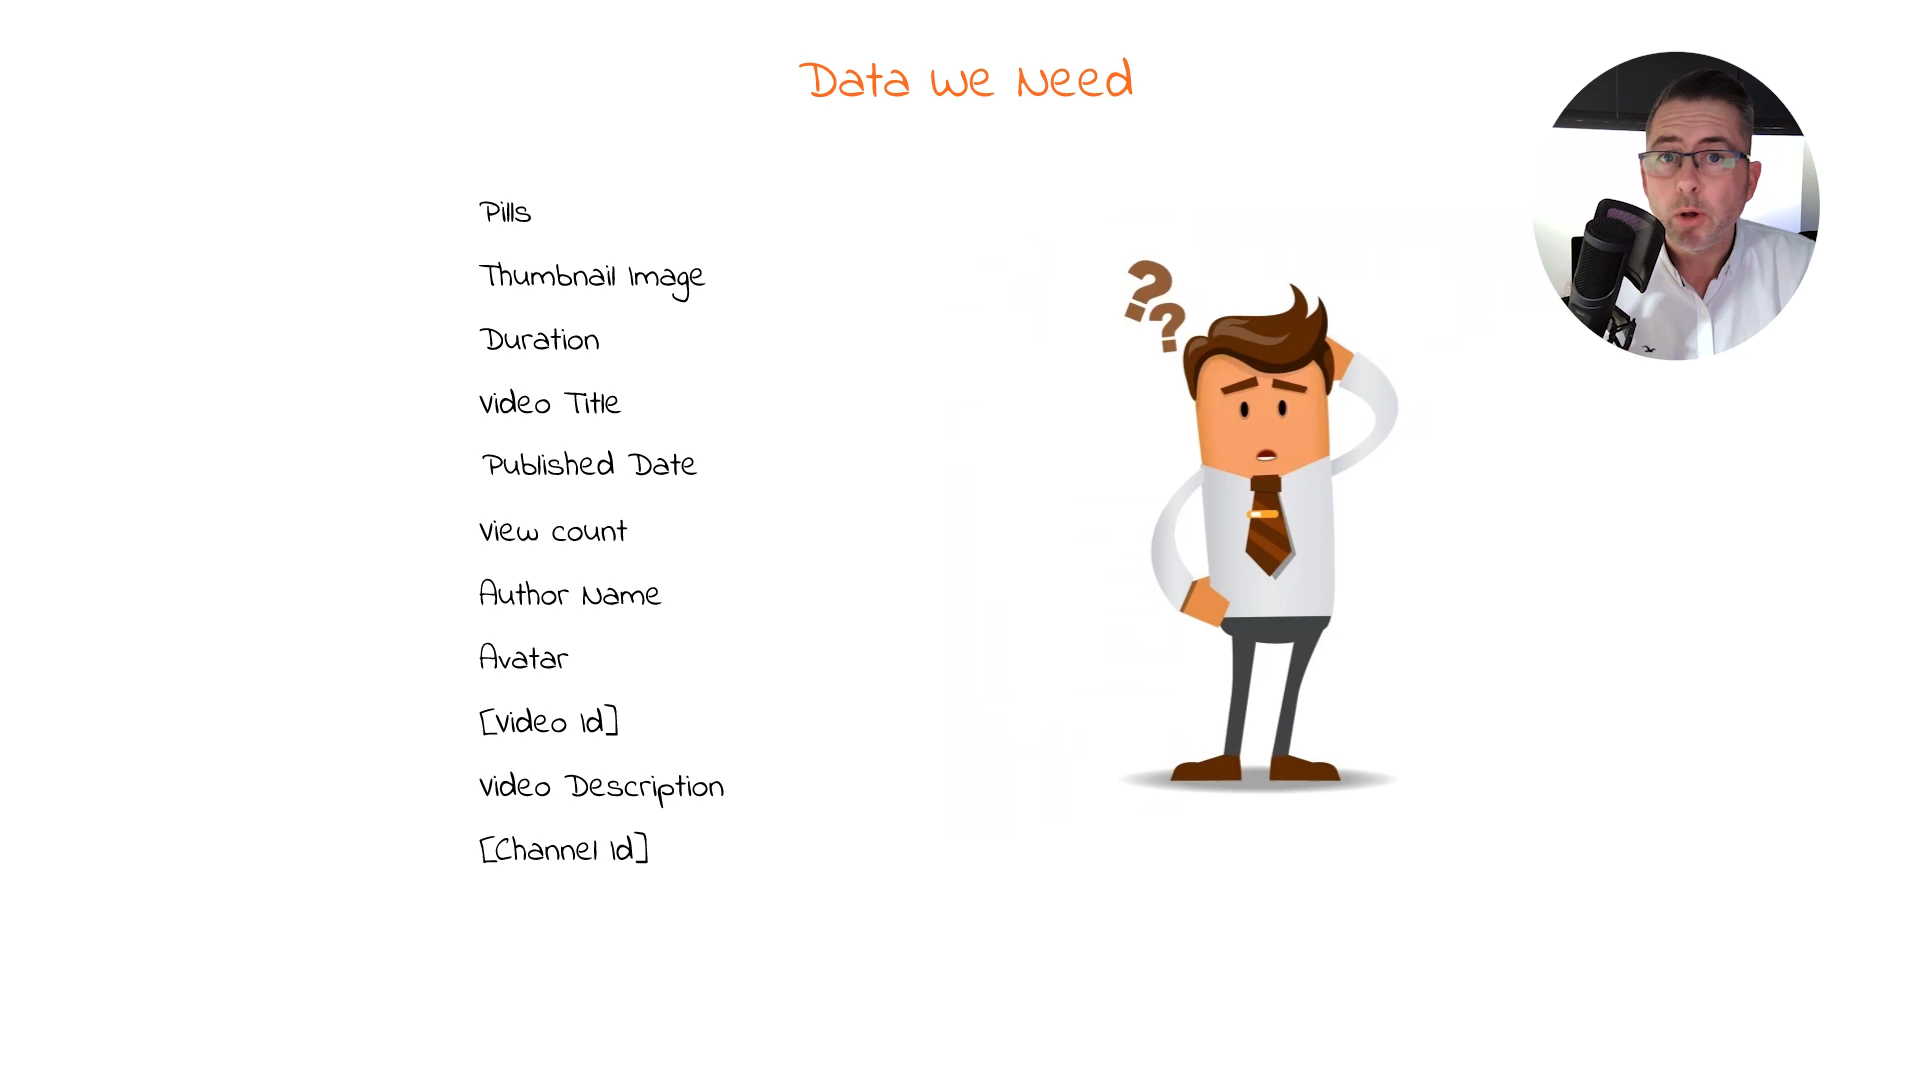 Data We Need
Pills
Thumbnail Image
Duration
Video Title
Published Date
View count
Author Name
Avatar
[Video Id]
Video Description
[Channel Id]
??